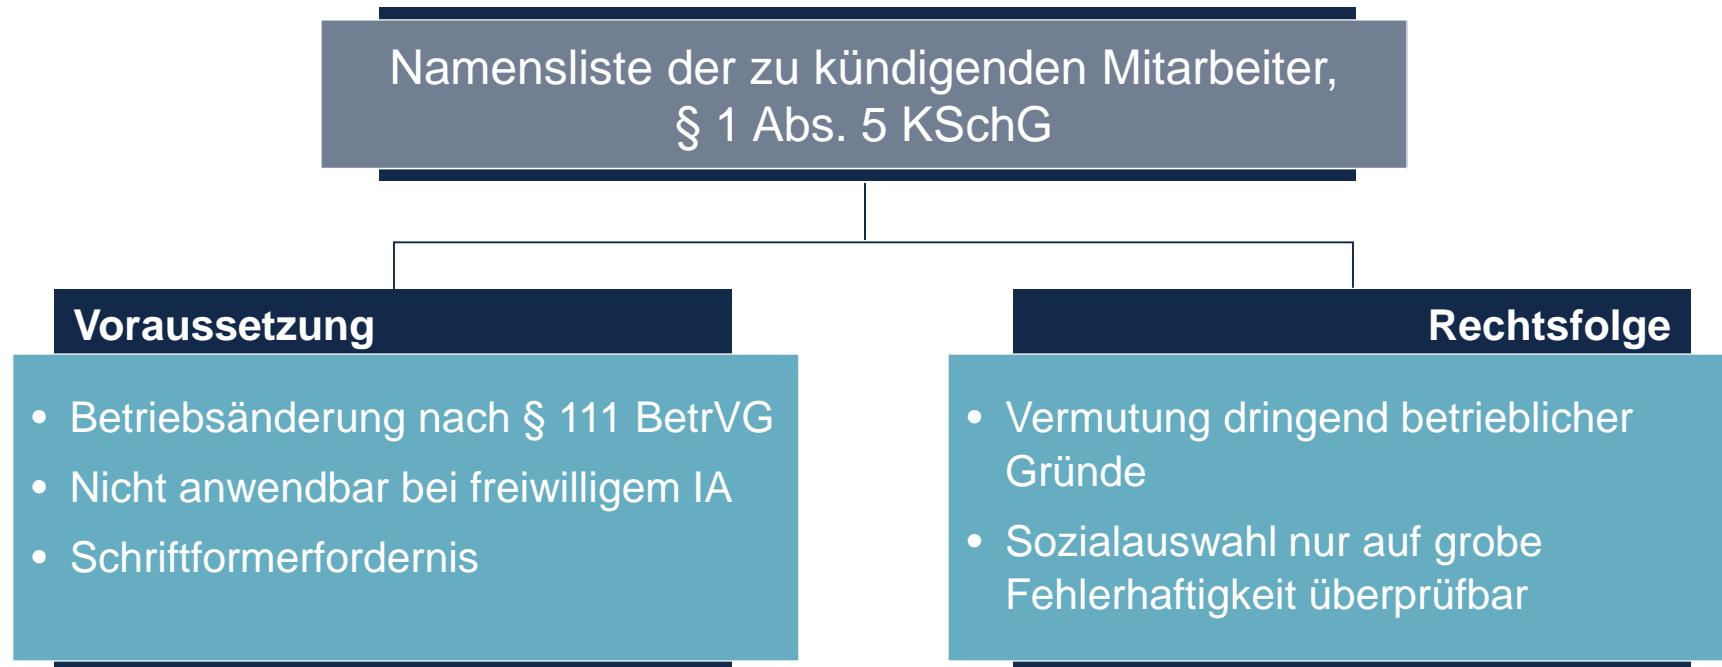 Namensliste der zu kündigenden Mitarbeiter,
§ 1 Abs. 5 KSchG
Voraussetzung
• Betriebsänderung nach § 111 BetrVG
• Nicht anwendbar bei freiwilligem IA
• Schriftformerfordernis
Rechtsfolge
• Vermutung dringend betrieblicher
Gründe
• Sozialauswahl nur auf grobe
Fehlerhaftigkeit überprüfbar